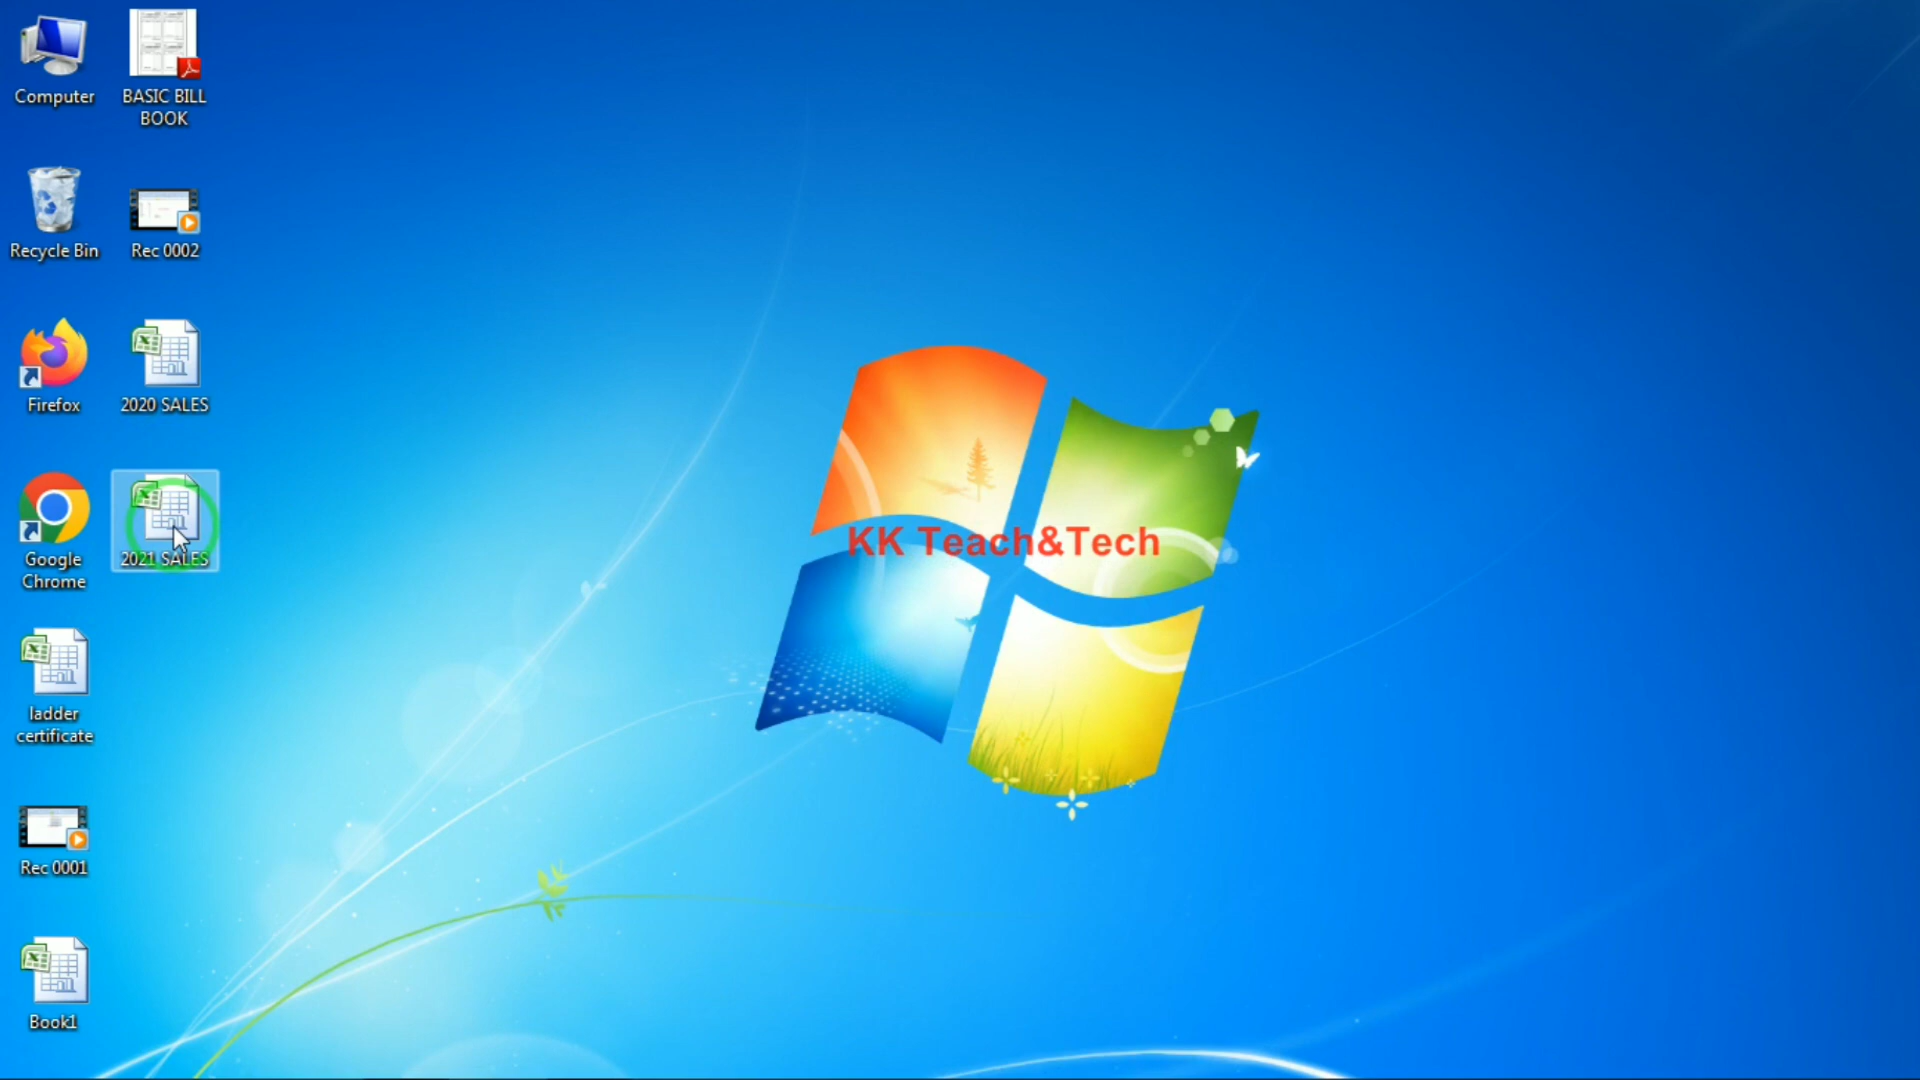 Computer
BASIC BILL
BOOK
Recycle Bin
Rec 0002
Firefox
2020 SALES
Google
Chrome
2021 SALES
KK Teach&Tech
ladder
certificate
Rec 0001
Book1